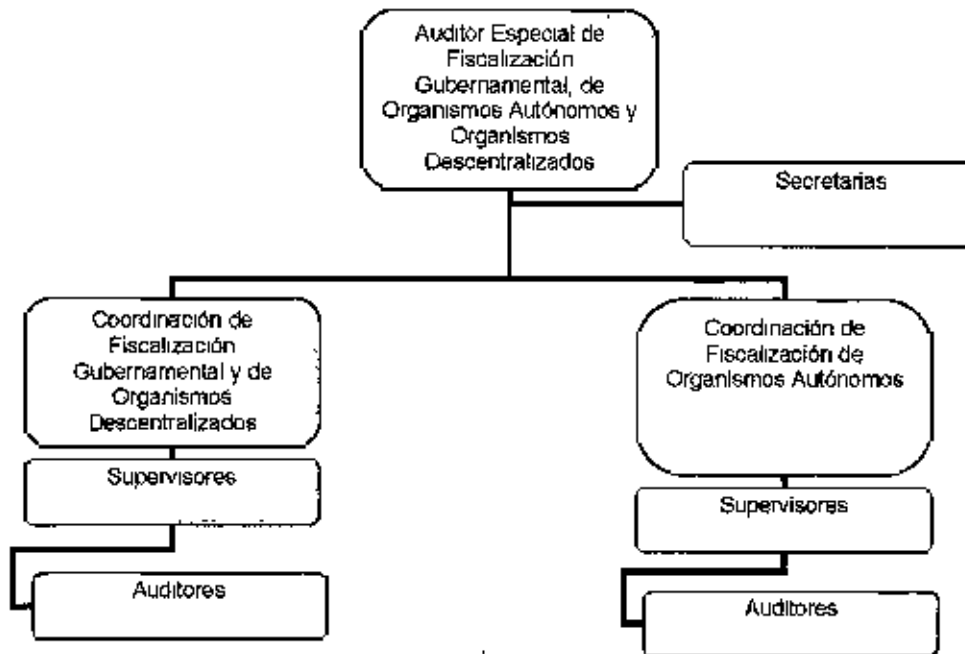 Auditor Especial de
Fiscalización
Gubernamental, de
Organismos Autónomos y
Organismos
Descentralizados
Secretarias
Coordinación de
Fiscalización
Gubernamental y de
Organismos
Descentralizados
Coordinación de
Fiscalización de
Organismos Autónomos
Supervisores
Supervisores
Auditores
Auditores